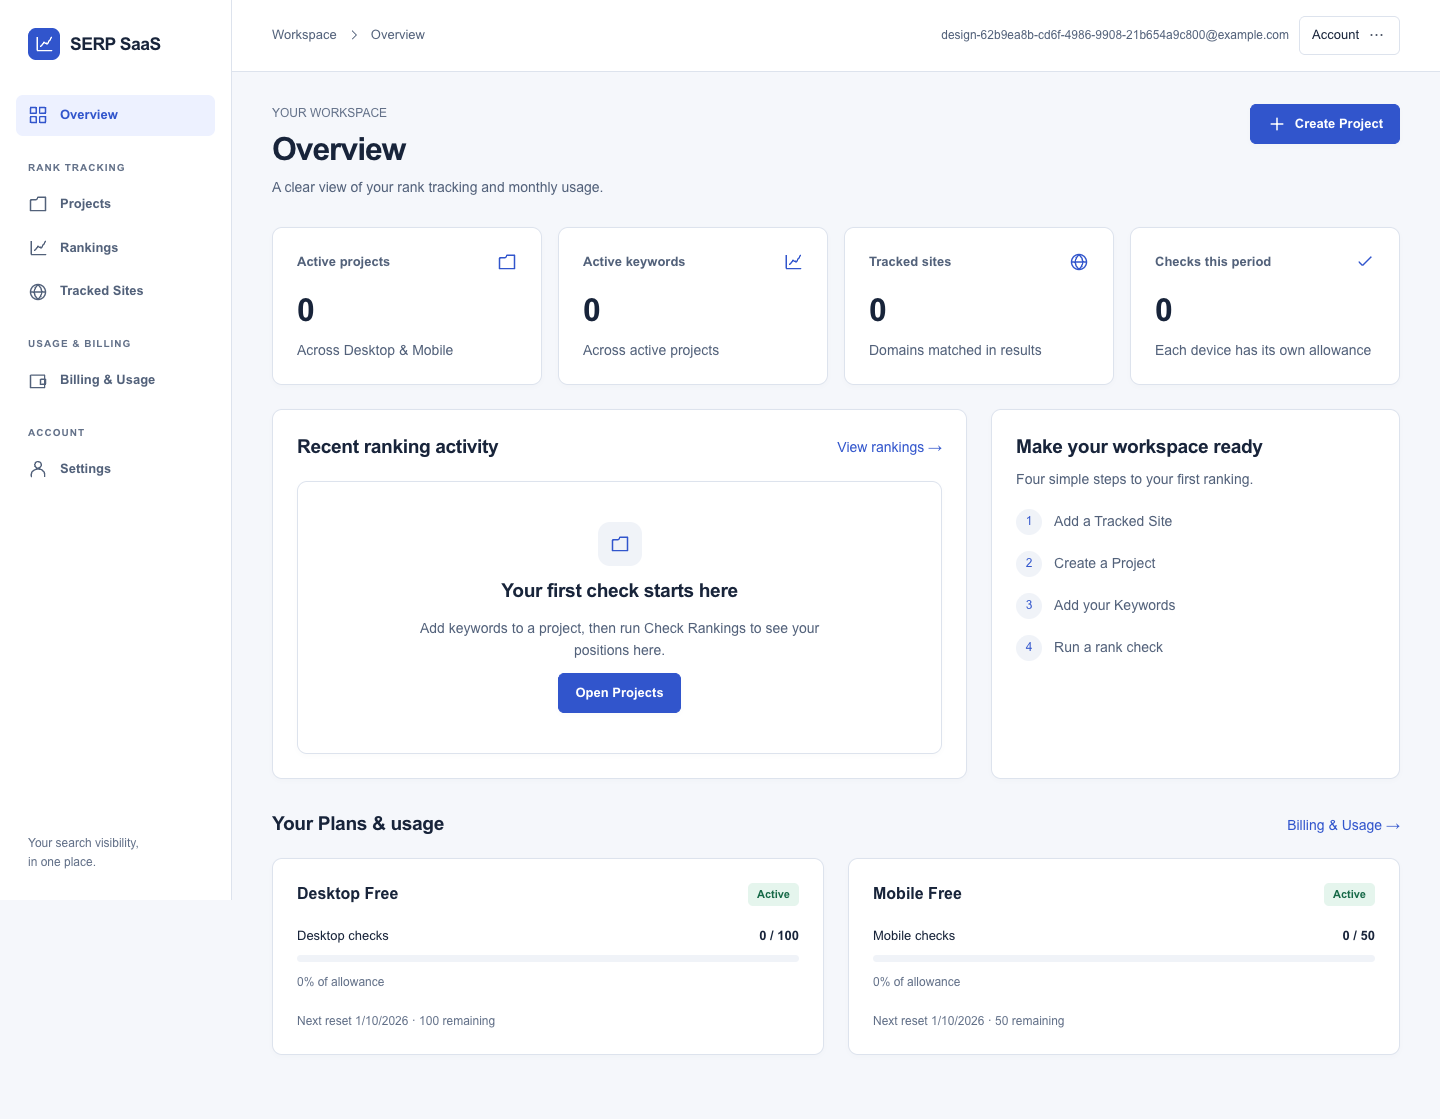 SERP SaaS
Overview
RANK TRACKING
Projects
Rankings
Tracked Sites
USAGE & BILLING
Billing & Usage
ACCOUNT
Settings
Your search visibility,
in one place.
Workspace > Overview
design-62b9ea8b-cd6f-4986-9908-21b654a9c800@example.com
Account ···
YOUR WORKSPACE
Overview
A clear view of your rank tracking and monthly usage.
+ Create Project
Active projects
0
Across Desktop & Mobile
Active keywords
0
Across active projects
Tracked sites
0
Domains matched in results
Checks this period
0
Each device has its own allowance
Recent ranking activity
View rankings →
Your first check starts here
Add keywords to a project, then run Check Rankings to see your
positions here.
Open Projects
Make your workspace ready
Four simple steps to your first ranking.
1 Add a Tracked Site
2 Create a Project
3 Add your Keywords
4 Run a rank check
Your Plans & usage
Billing & Usage →
Desktop Free
Active
Desktop checks
0 / 100
0% of allowance
Next reset 1/10/2026 · 100 remaining
Mobile Free
Active
Mobile checks
0 / 50
0% of allowance
Next reset 1/10/2026 · 50 remaining